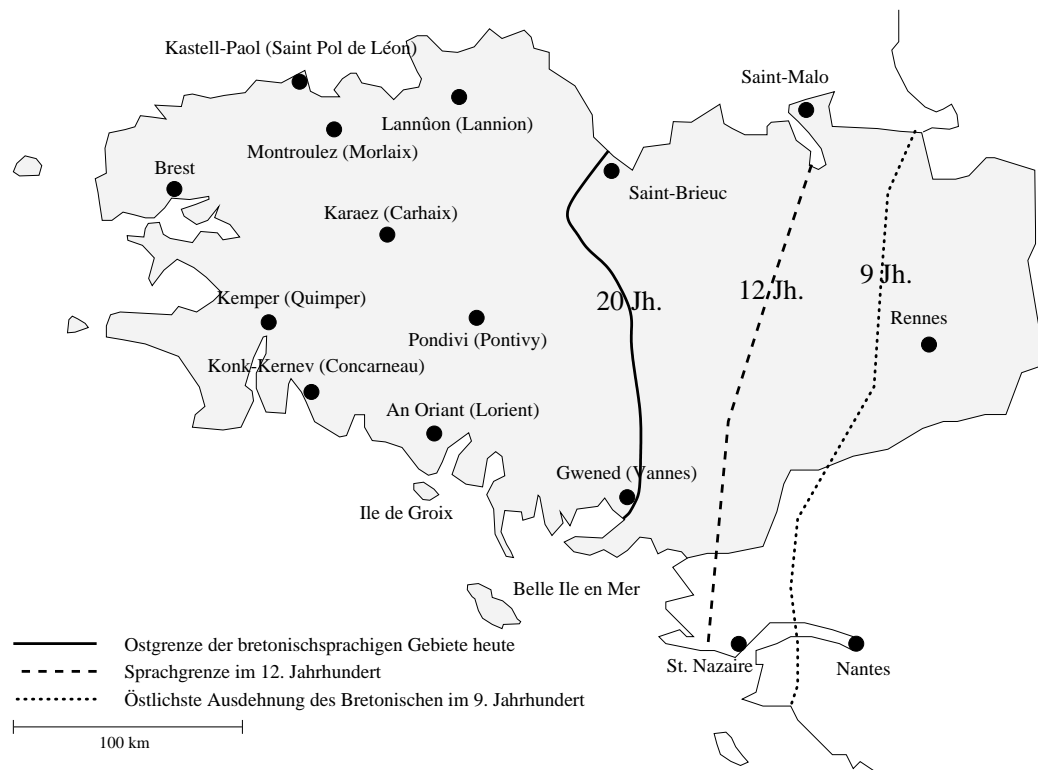 Kastell-Paol (Saint Pol de Léon)
Saint-Malo
Lannûon (Lannion)
Montroulez (Morlaix)
Brest
Saint-Brieuc
Karaez (Carhaix)
20 Jh.
12 Jh.
9 Jh.
Kemper (Quimper)
Rennes
Pondivi (Pontivy)
Konk-Kernev (Concarneau)
An Oriant (Lorient)
Gwened (Vannes)
Ile de Groix
Belle Ile en Mer
St. Nazaire
Nantes
Ostgrenze der bretonischsprachigen Gebiete heute
Sprachgrenze im 12. Jahrhundert
Östlichste Ausdehnung des Bretonischen im 9. Jahrhundert
100 km